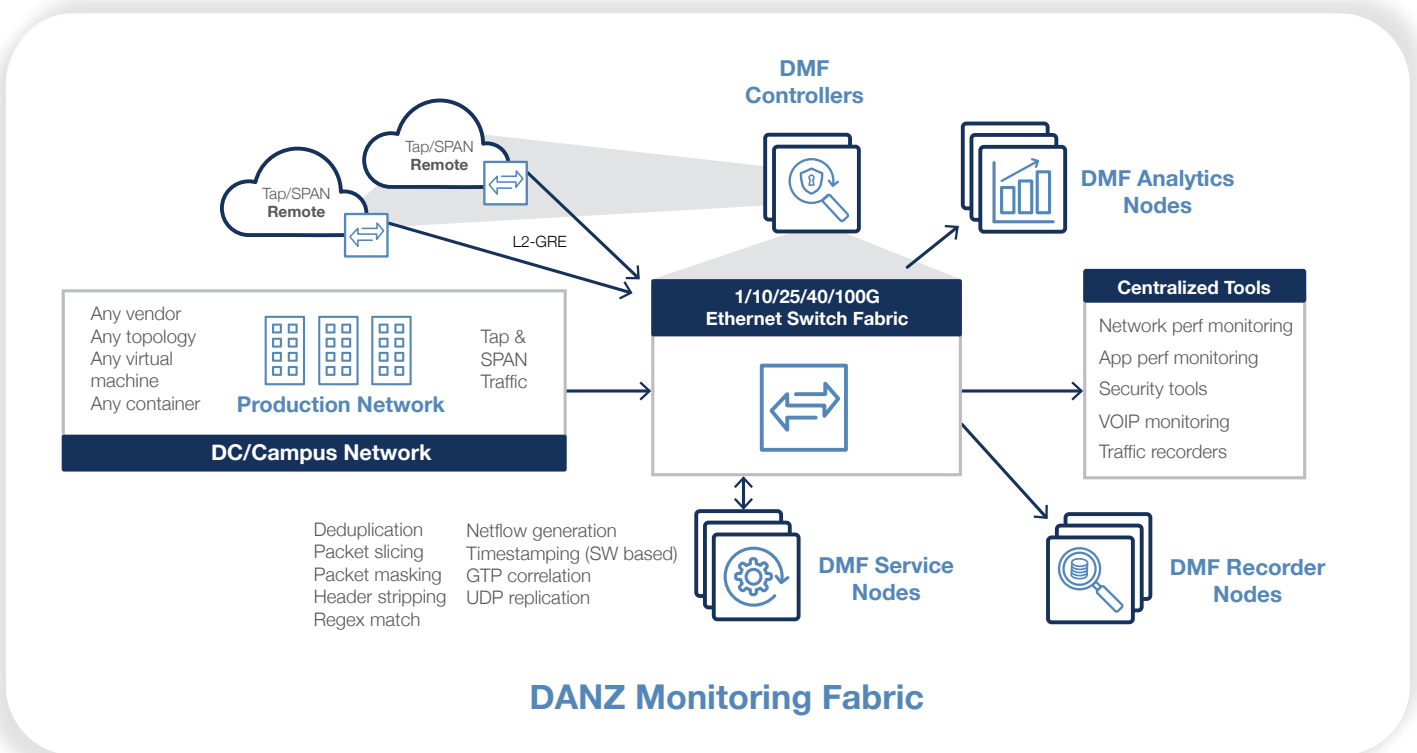 DMF
Controllers
Tap/SPAN
Remote
Tap/SPAN
Remote
L2-GRE
DMF Analytics
Nodes
1/10/25/40/100G
Ethernet Switch Fabric
Centralized Tools
Network perf monitoring
App perf monitoring
Security tools
VOIP monitoring
Traffic recorders
Any vendor
Any topology
Any virtual
machine
Any container
Production Network
Tap &
SPAN
Traffic
DC/Campus Network
Deduplication
Packet slicing
Packet masking
Header stripping
Regex match
Netflow generation
Timestamping (SW based)
GTP correlation
UDP replication
DMF Service
Nodes
DMF Recorder
Nodes
DANZ Monitoring Fabric